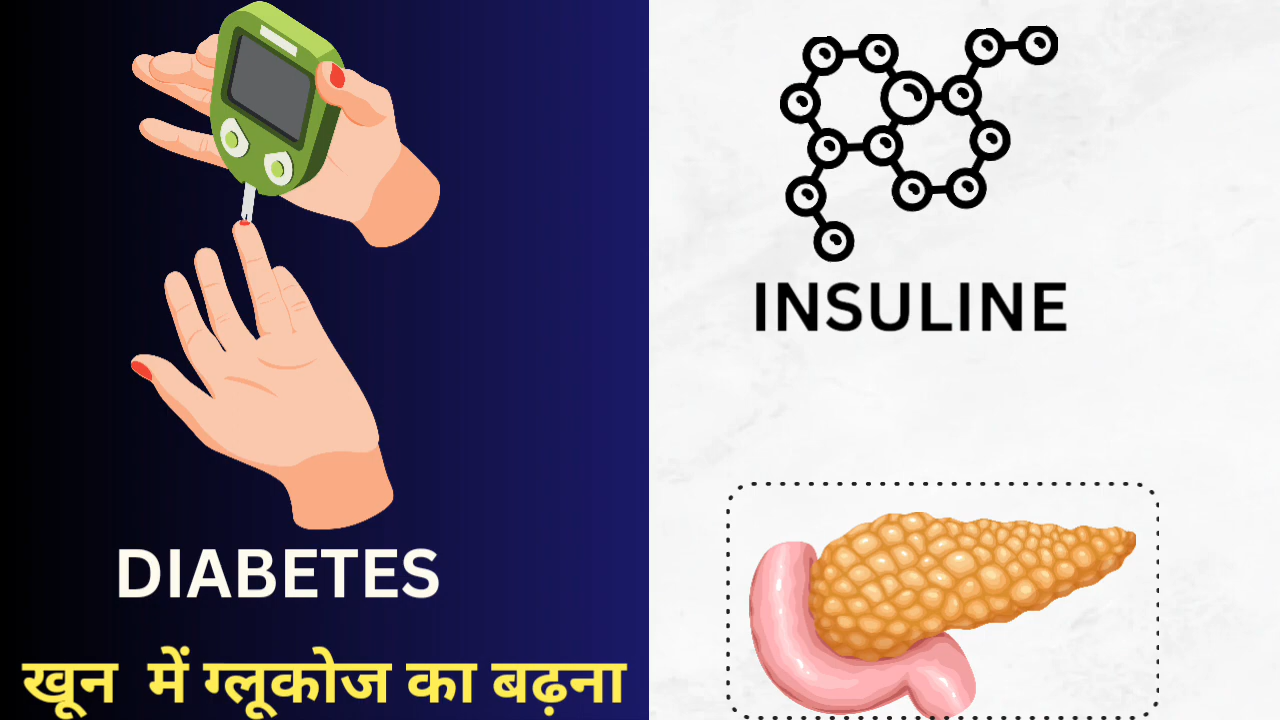 DIABETES
खून में ग्लूकोज का बढ़ना
INSULINE